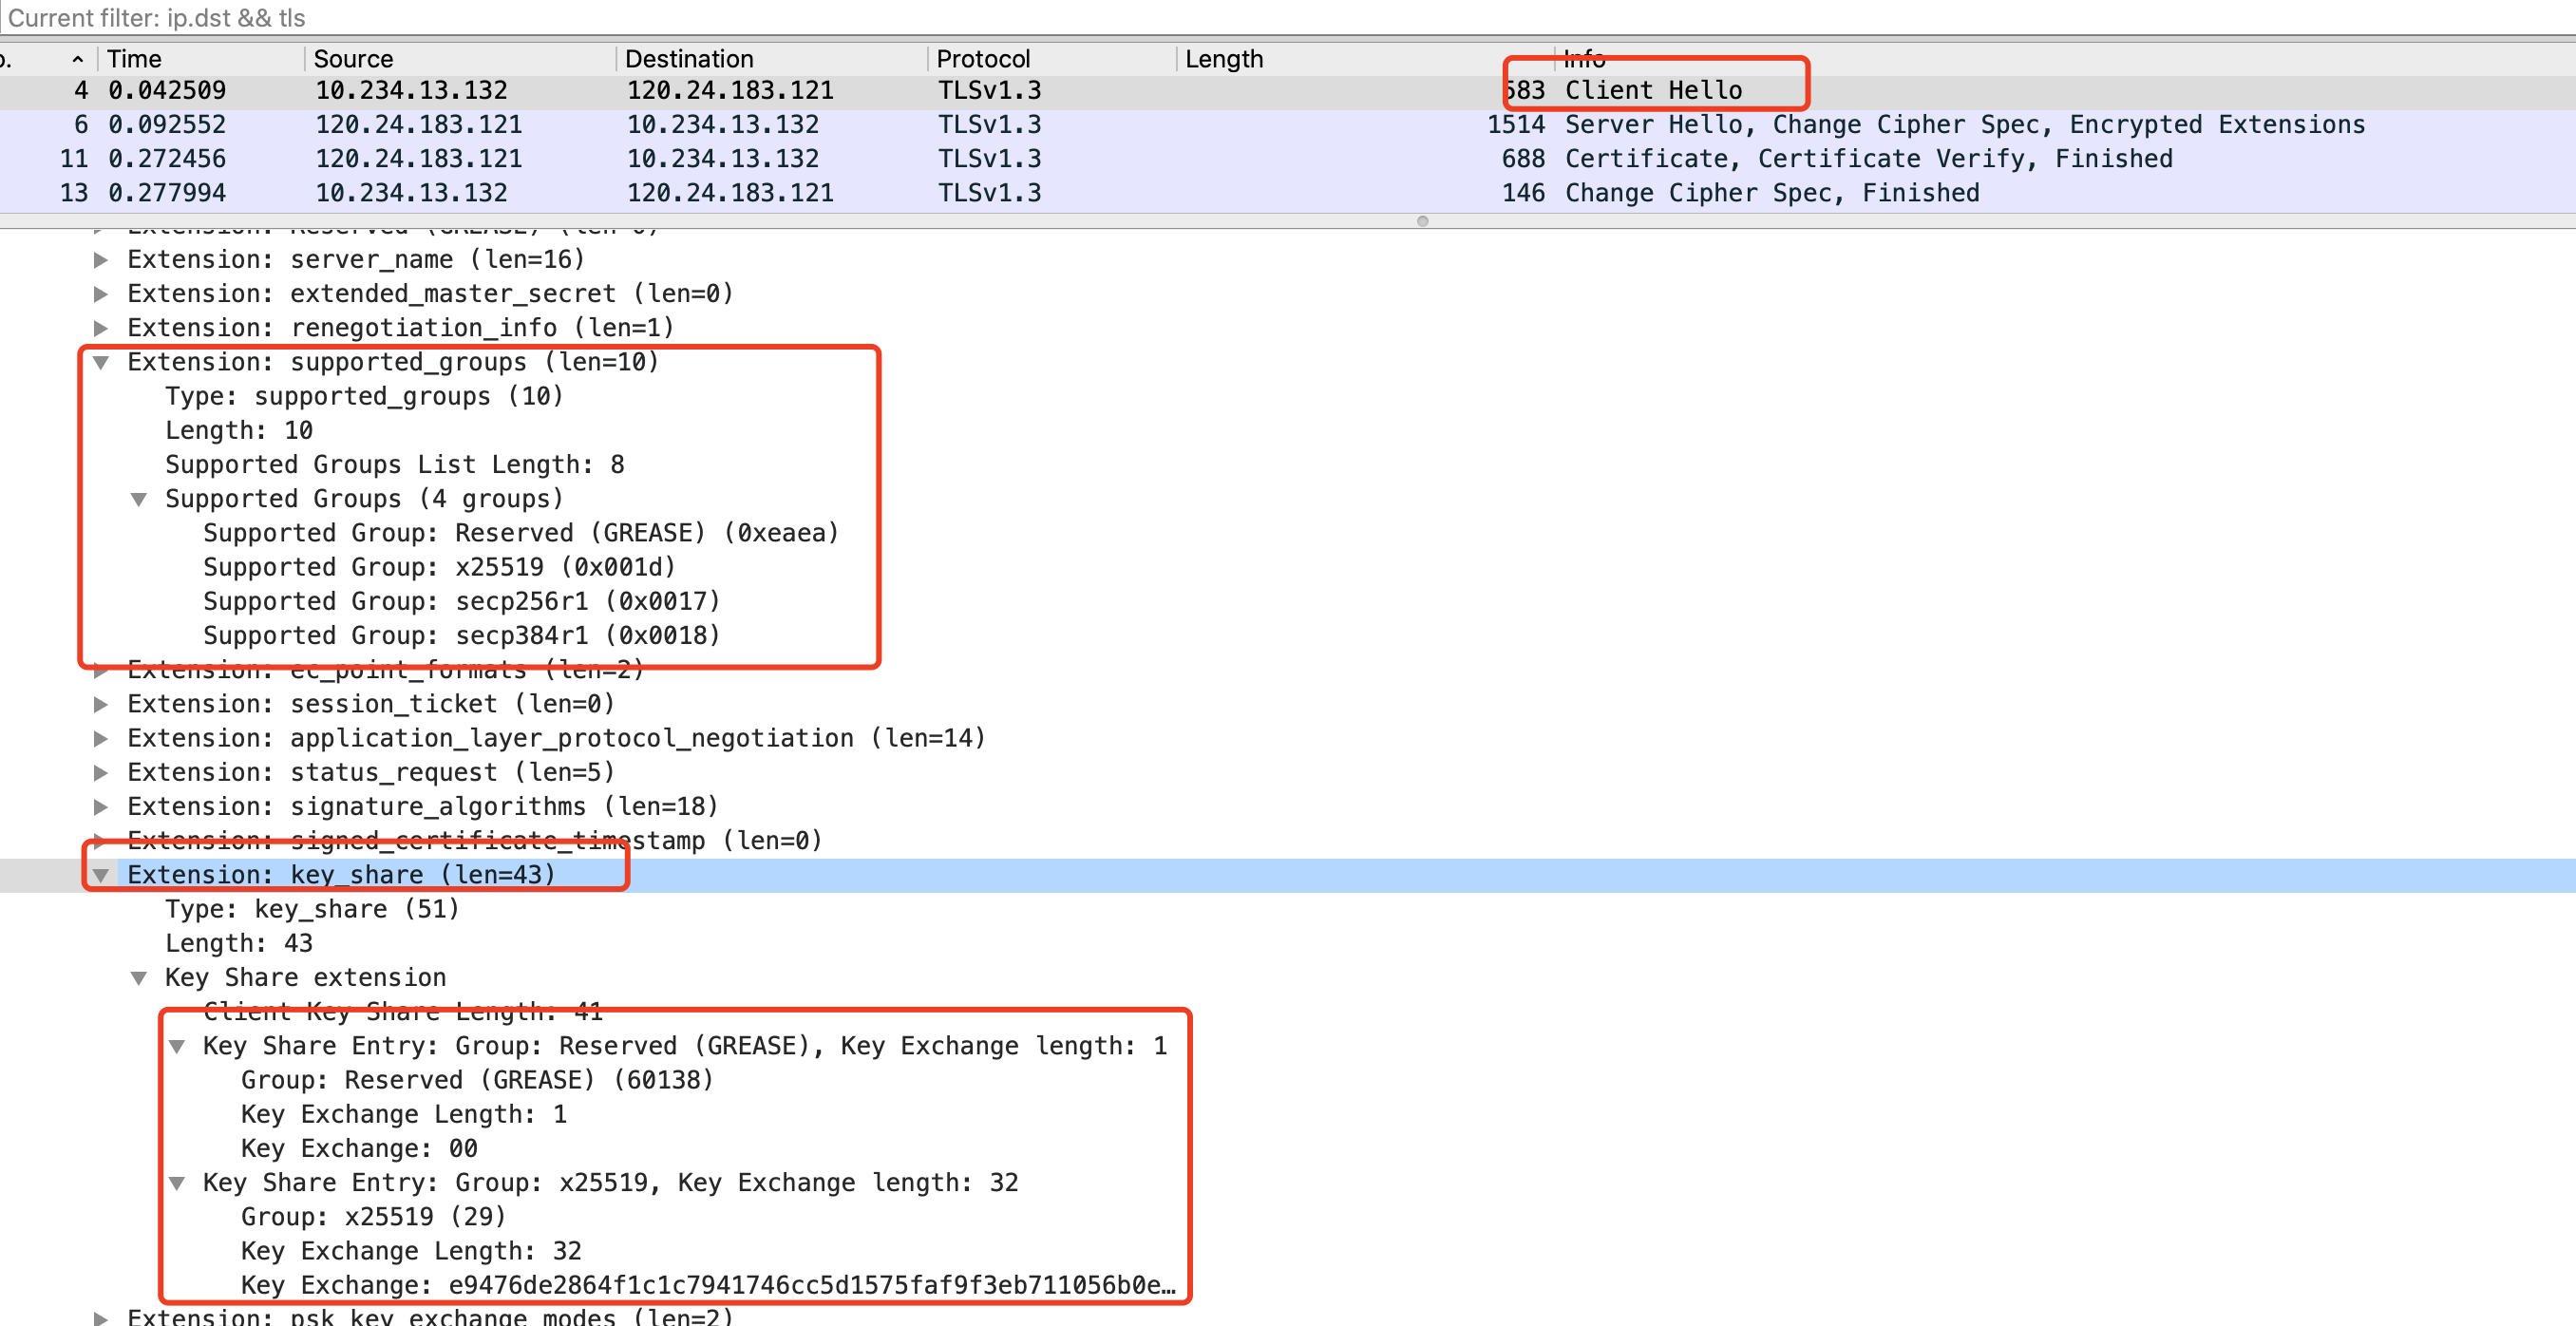 Current filter: ip.dst && tls
o. Time Source Destination Protocol Length Info
4 0.042509 10.234.13.132 120.24.183.121 TLSv1.3 583 Client Hello
6 0.092552 120.24.183.121 10.234.13.132 TLSv1.3 1514 Server Hello, Change Cipher Spec, Encrypted Extensions
11 0.272456 120.24.183.121 10.234.13.132 TLSv1.3 688 Certificate, Certificate Verify, Finished
13 0.277994 10.234.13.132 120.24.183.121 TLSv1.3 146 Change Cipher Spec, Finished
Extension: Reserved (GREASE) (len=0)
Extension: server_name (len=16)
Extension: extended_master_secret (len=0)
Extension: renegotiation_info (len=1)
Extension: supported_groups (len=10)
Type: supported_groups (10)
Length: 10
Supported Groups List Length: 8
Supported Groups (4 groups)
Supported Group: Reserved (GREASE) (0xeaea)
Supported Group: x25519 (0x001d)
Supported Group: secp256r1 (0x0017)
Supported Group: secp384r1 (0x0018)
Extension: ec_point_formats (len=2)
Extension: session_ticket (len=0)
Extension: application_layer_protocol_negotiation (len=14)
Extension: status_request (len=5)
Extension: signature_algorithms (len=18)
Extension: signed_certificate_timestamp (len=0)
Extension: key_share (len=43)
Type: key_share (51)
Length: 43
Key Share extension
Client Key Share Length: 41
Key Share Entry: Group: Reserved (GREASE), Key Exchange length: 1
Group: Reserved (GREASE) (60138)
Key Exchange Length: 1
Key Exchange: 00
Key Share Entry: Group: x25519, Key Exchange length: 32
Group: x25519 (29)
Key Exchange Length: 32
Key Exchange: e9476de2864f1c1c7941746cc5d1575faf9f3eb711056b0e…
Extension: psk_key_exchange_modes (len=2)